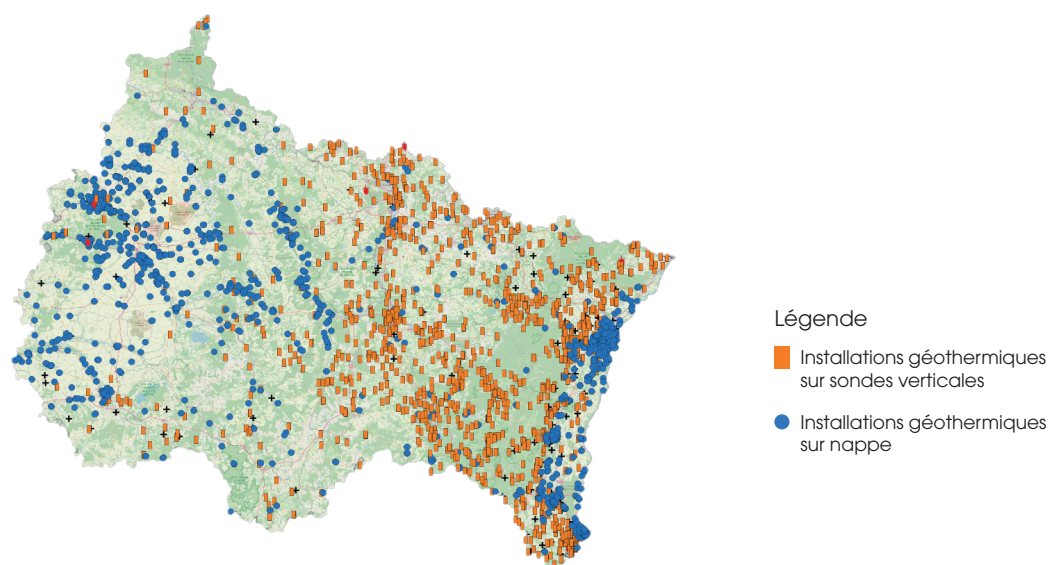 Légende
Installations géothermiques
sur sondes verticales
Installations géothermiques
sur nappe